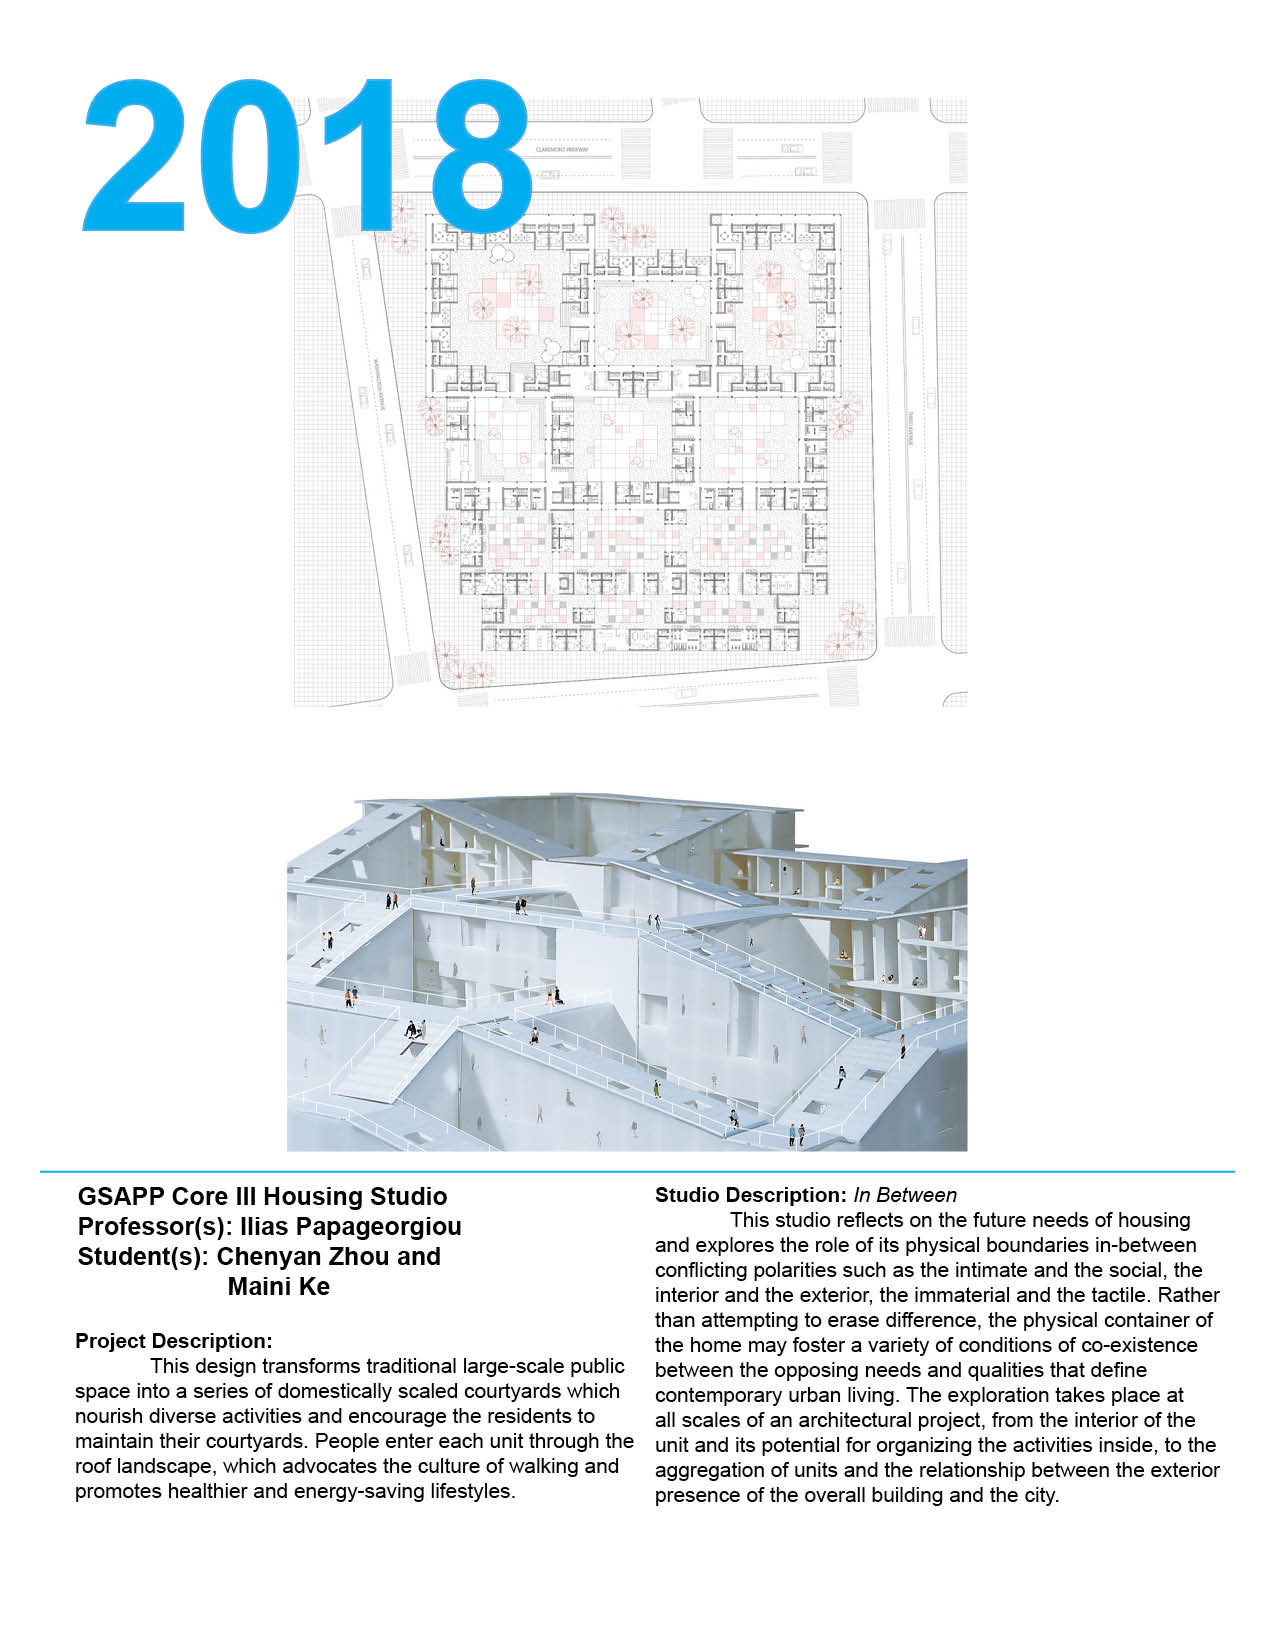 2018
CLAREMONT PARKWAY
WASHINGTON AVENUE
THIRD AVENUE
GSAPP Core III Housing Studio
Professor(s): Ilias Papageorgiou
Student(s): Chenyan Zhou and
Maini Ke
Project Description:
This design transforms traditional large-scale public
space into a series of domestically scaled courtyards which
nourish diverse activities and encourage the residents to
maintain their courtyards. People enter each unit through the
roof landscape, which advocates the culture of walking and
promotes healthier and energy-saving lifestyles.
Studio Description: In Between
This studio reflects on the future needs of housing
and explores the role of its physical boundaries in-between
conflicting polarities such as the intimate and the social, the
interior and the exterior, the immaterial and the tactile. Rather
than attempting to erase difference, the physical container of
the home may foster a variety of conditions of co-existence
between the opposing needs and qualities that define
contemporary urban living. The exploration takes place at
all scales of an architectural project, from the interior of the
unit and its potential for organizing the activities inside, to the
aggregation of units and the relationship between the exterior
presence of the overall building and the city.